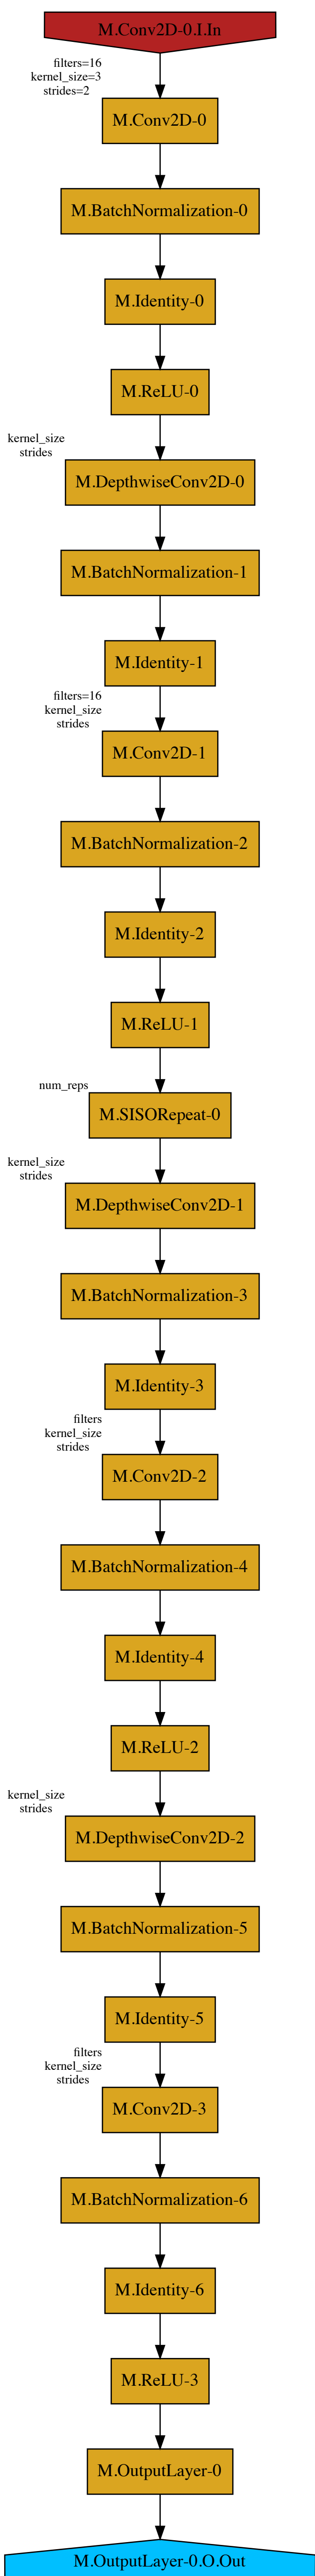 M.Conv2D-0.I.In
filters=16
kernel_size=3
strides=2
M.Conv2D-0
M.BatchNormalization-0
M.Identity-0
M.ReLU-0
kernel_size
strides
M.DepthwiseConv2D-0
M.BatchNormalization-1
M.Identity-1
filters=16
kernel_size
strides
M.Conv2D-1
M.BatchNormalization-2
M.Identity-2
M.ReLU-1
num_reps
M.SISORepeat-0
kernel_size
strides
M.DepthwiseConv2D-1
M.BatchNormalization-3
M.Identity-3
filters
kernel_size
strides
M.Conv2D-2
M.BatchNormalization-4
M.Identity-4
M.ReLU-2
kernel_size
strides
M.DepthwiseConv2D-2
M.BatchNormalization-5
M.Identity-5
filters
kernel_size
strides
M.Conv2D-3
M.BatchNormalization-6
M.Identity-6
M.ReLU-3
M.OutputLayer-0
M.OutputLayer-0.O.Out